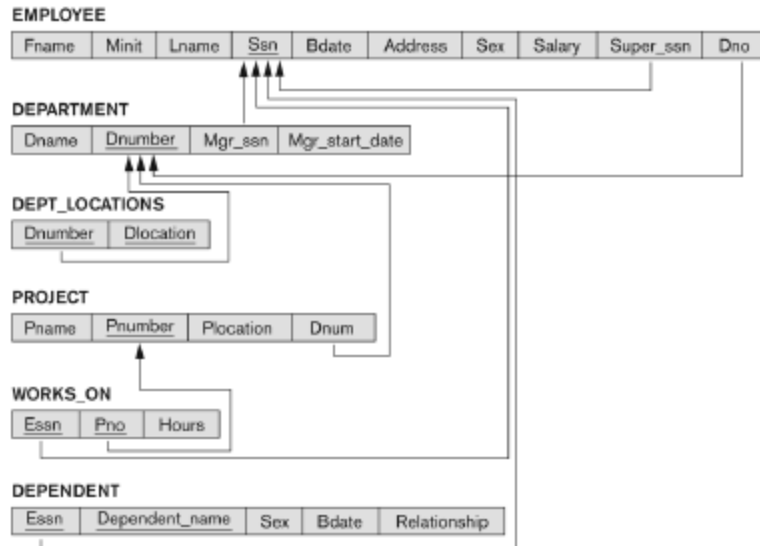 EMPLOYEE
Fname Minit Lname Ssn Bdate Address Sex Salary Super_ssn Dno
DEPARTMENT
Dname Dnumber Mgr_ssn Mgr_start_date
DEPT_LOCATIONS
Dnumber Dlocation
PROJECT
Pname Pnumber Plocation Dnum
WORKS_ON
Essn Pno Hours
DEPENDENT
Essn Dependent_name Sex Bdate Relationship